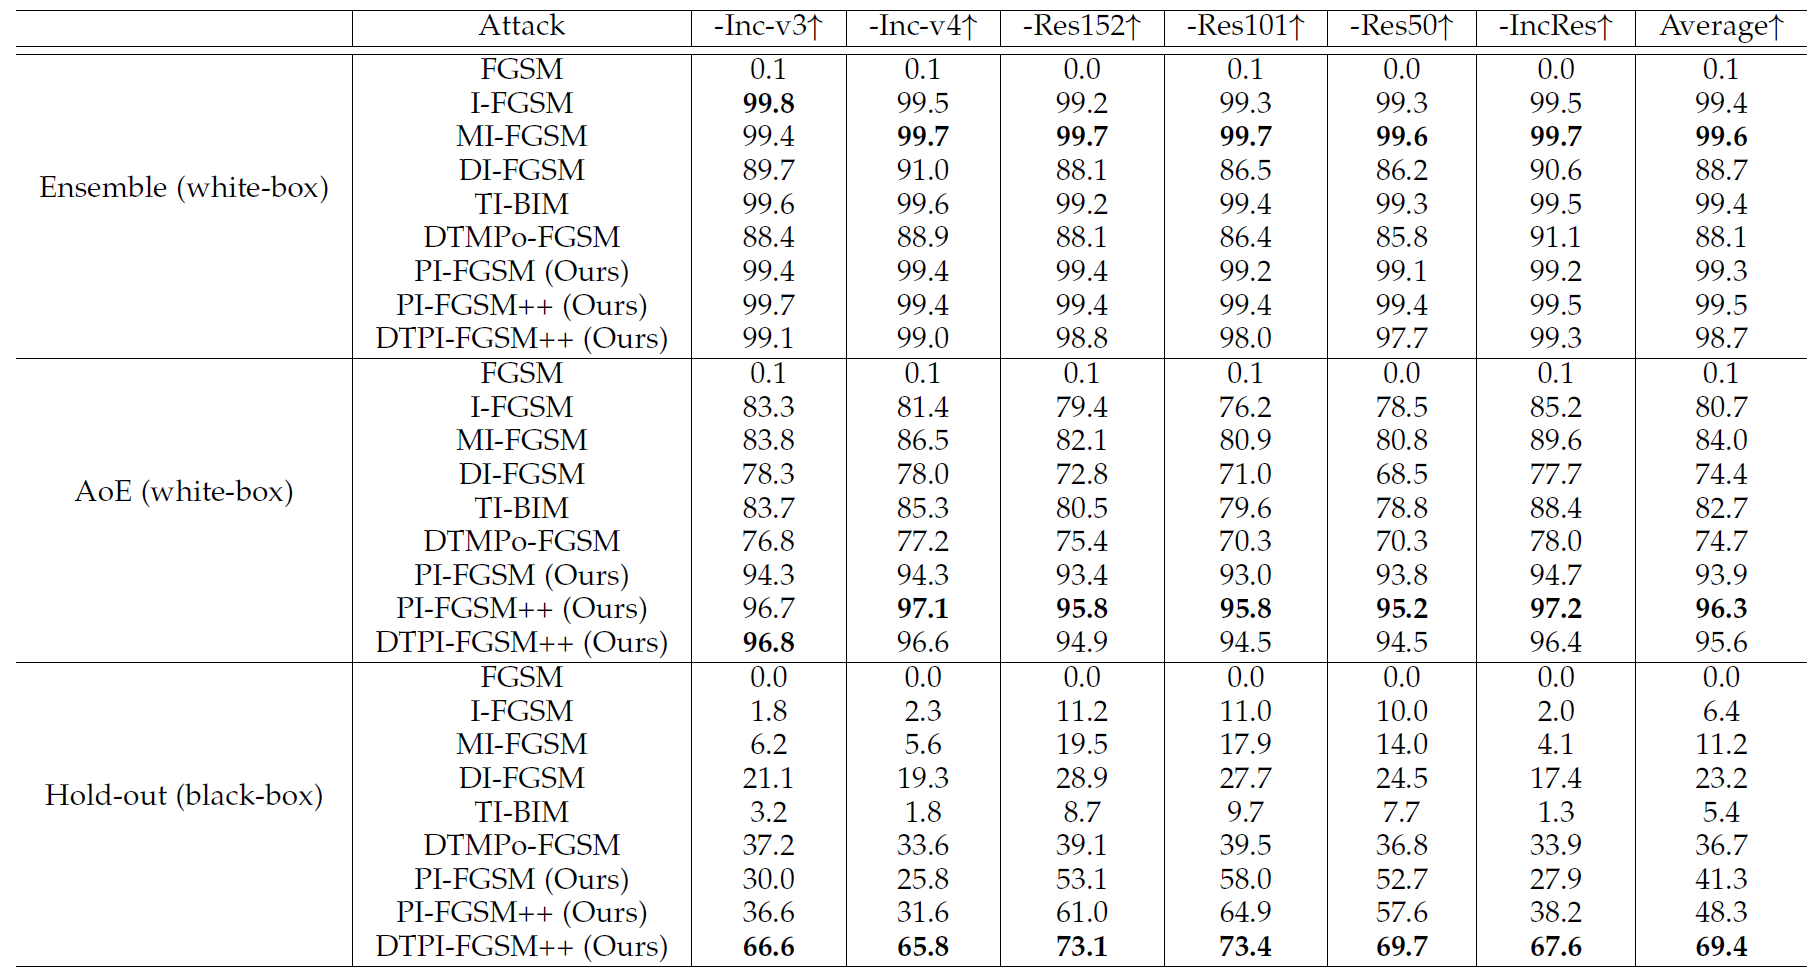 Attack -Inc-v3↑ -Inc-v4↑ -Res152↑ -Res101↑ -Res50↑ -IncRes↑ Average↑
Ensemble (white-box)
FGSM 0.1 0.1 0.0 0.1 0.0 0.0 0.1
I-FGSM 99.8 99.5 99.2 99.3 99.3 99.5 99.4
MI-FGSM 99.4 99.7 99.7 99.7 99.6 99.7 99.6
DI-FGSM 89.7 91.0 88.1 86.5 86.2 90.6 88.7
TI-BIM 99.6 99.6 99.2 99.4 99.3 99.5 99.4
DTMPo-FGSM 88.4 88.9 88.1 86.4 85.8 91.1 88.1
PI-FGSM (Ours) 99.4 99.4 99.4 99.2 99.1 99.2 99.3
PI-FGSM++ (Ours) 99.7 99.4 99.4 99.4 99.4 99.5 99.5
DTPI-FGSM++ (Ours) 99.1 99.0 98.8 98.0 97.7 99.3 98.7
AoE (white-box)
FGSM 0.1 0.1 0.1 0.1 0.0 0.1 0.1
I-FGSM 83.3 81.4 79.4 76.2 78.5 85.2 80.7
MI-FGSM 83.8 86.5 82.1 80.9 80.8 89.6 84.0
DI-FGSM 78.3 78.0 72.8 71.0 68.5 77.7 74.4
TI-BIM 83.7 85.3 80.5 79.6 78.8 88.4 82.7
DTMPo-FGSM 76.8 77.2 75.4 70.3 70.3 78.0 74.7
PI-FGSM (Ours) 94.3 94.3 93.4 93.0 93.8 94.7 93.9
PI-FGSM++ (Ours) 96.7 97.1 95.8 95.8 95.2 97.2 96.3
DTPI-FGSM++ (Ours) 96.8 96.6 94.9 94.5 94.5 96.4 95.6
Hold-out (black-box)
FGSM 0.0 0.0 0.0 0.0 0.0 0.0 0.0
I-FGSM 1.8 2.3 11.2 11.0 10.0 2.0 6.4
MI-FGSM 6.2 5.6 19.5 17.9 14.0 4.1 11.2
DI-FGSM 21.1 19.3 28.9 27.7 24.5 17.4 23.2
TI-BIM 3.2 1.8 8.7 9.7 7.7 1.3 5.4
DTMPo-FGSM 37.2 33.6 39.1 39.5 36.8 33.9 36.7
PI-FGSM (Ours) 30.0 25.8 53.1 58.0 52.7 27.9 41.3
PI-FGSM++ (Ours) 36.6 31.6 61.0 64.9 57.6 38.2 48.3
DTPI-FGSM++ (Ours) 66.6 65.8 73.1 73.4 69.7 67.6 69.4